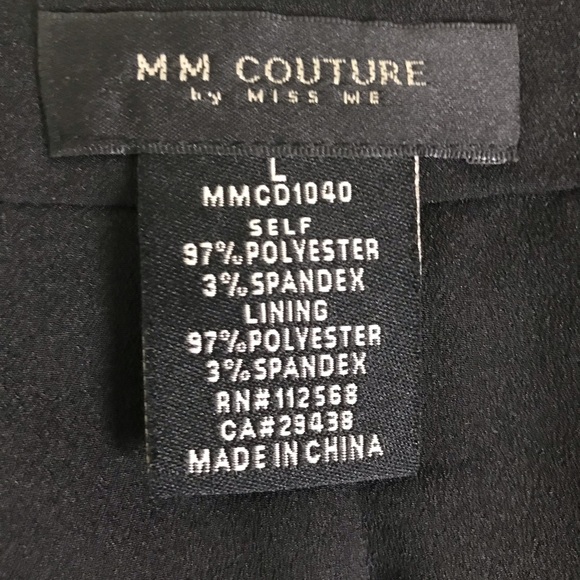 MM COUTURE
by MISS ME
L
MMCD1040
SELF
97%POLYESTER
3%SPANDEX
LINING
97%POLYESTER
3%SPANDEX
RN#112568
CA#29438
MADE IN CHINA